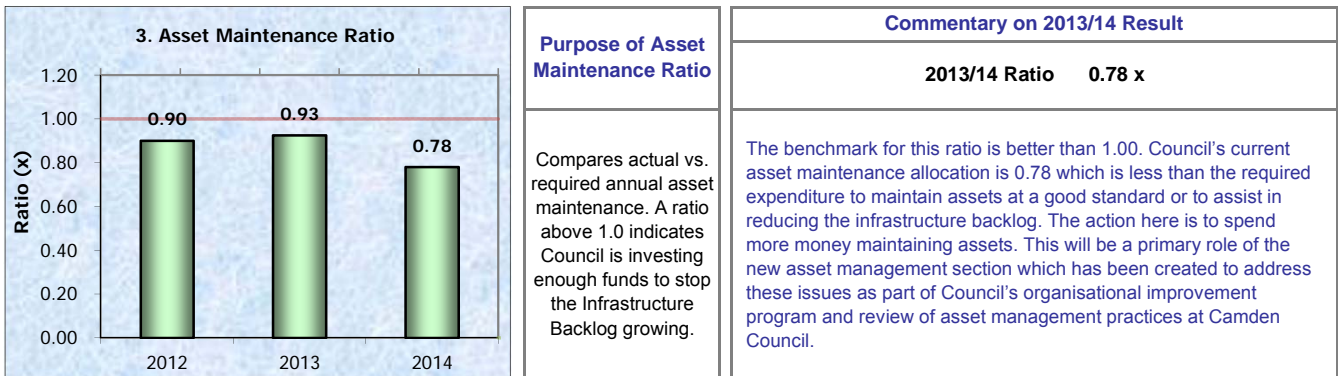 3. Asset Maintenance Ratio
Ratio (x)
1.20
1.00
0.80
0.60
0.40
0.20
0.00
0.90
0.93
0.78
2012
2013
2014
Purpose of Asset
Maintenance Ratio
Compares actual vs.
required annual asset
maintenance. A ratio
above 1.0 indicates
Council is investing
enough funds to stop
the Infrastructure
Backlog growing.
Commentary on 2013/14 Result
2013/14 Ratio 0.78 x
The benchmark for this ratio is better than 1.00. Council's current
asset maintenance allocation is 0.78 which is less than the required
expenditure to maintain assets at a good standard or to assist in
reducing the infrastructure backlog. The action here is to spend
more money maintaining assets. This will be a primary role of the
new asset management section which has been created to address
these issues as part of Council's organisational improvement
program and review of asset management practices at Camden
Council.